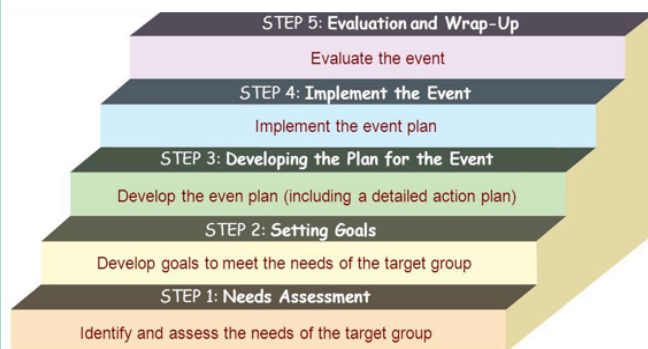 STEP 5: Evaluation and Wrap-Up
Evaluate the event
STEP 4: Implement the Event
Implement the event plan
STEP 3: Developing the Plan for the Event
Develop the even plan (including a detailed action plan)
STEP 2: Setting Goals
Develop goals to meet the needs of the target group
STEP 1: Needs Assessment
Identify and assess the needs of the target group